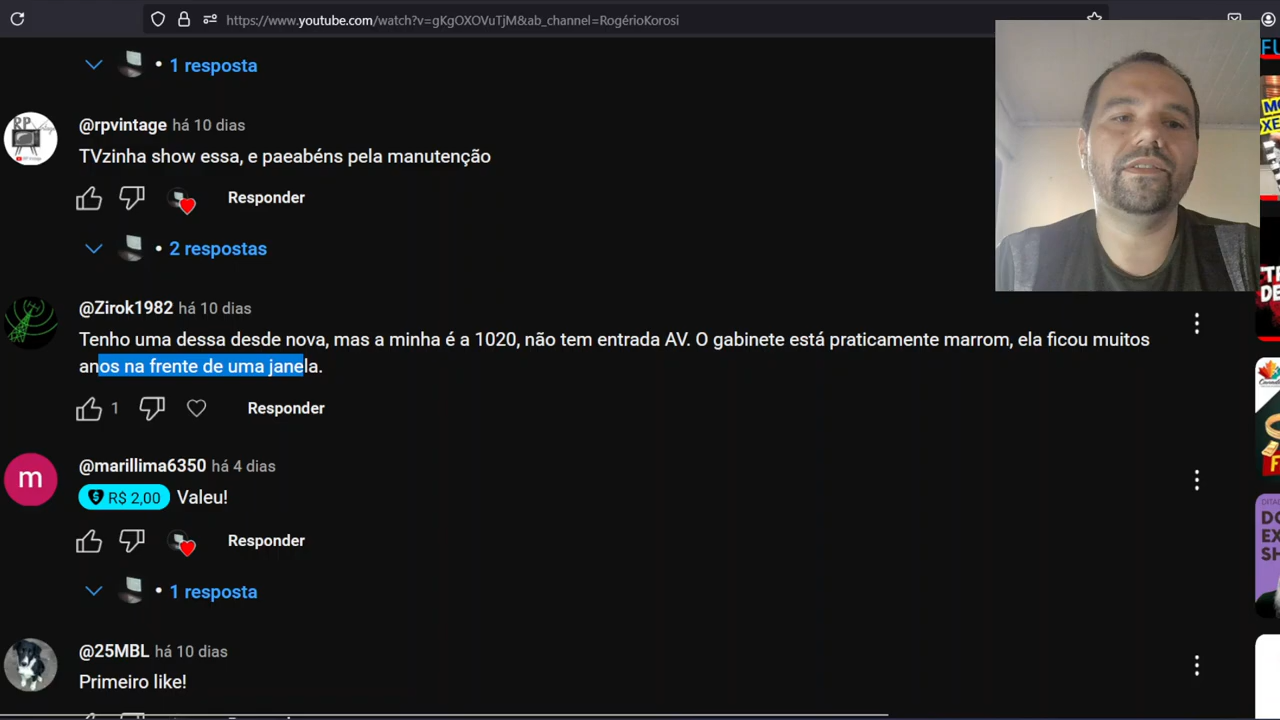 https://www.youtube.com/watch?v=gKgOXOVuTjM&ab_channel=RogérioKorosi
1 resposta
@rpvintage há 10 dias
TVzinha show essa, e paeabéns pela manutenção
Responder
2 respostas
@Zirok1982 há 10 dias
Tenho uma dessa desde nova, mas a minha é a 1020, não tem entrada AV. O gabinete está praticamente marrom, ela ficou muitos
anos na frente de uma janela.
1 Responder
@marillima6350 há 4 dias
R$ 2,00 Valeu!
Responder
1 resposta
@25MBL há 10 dias
Primeiro like!